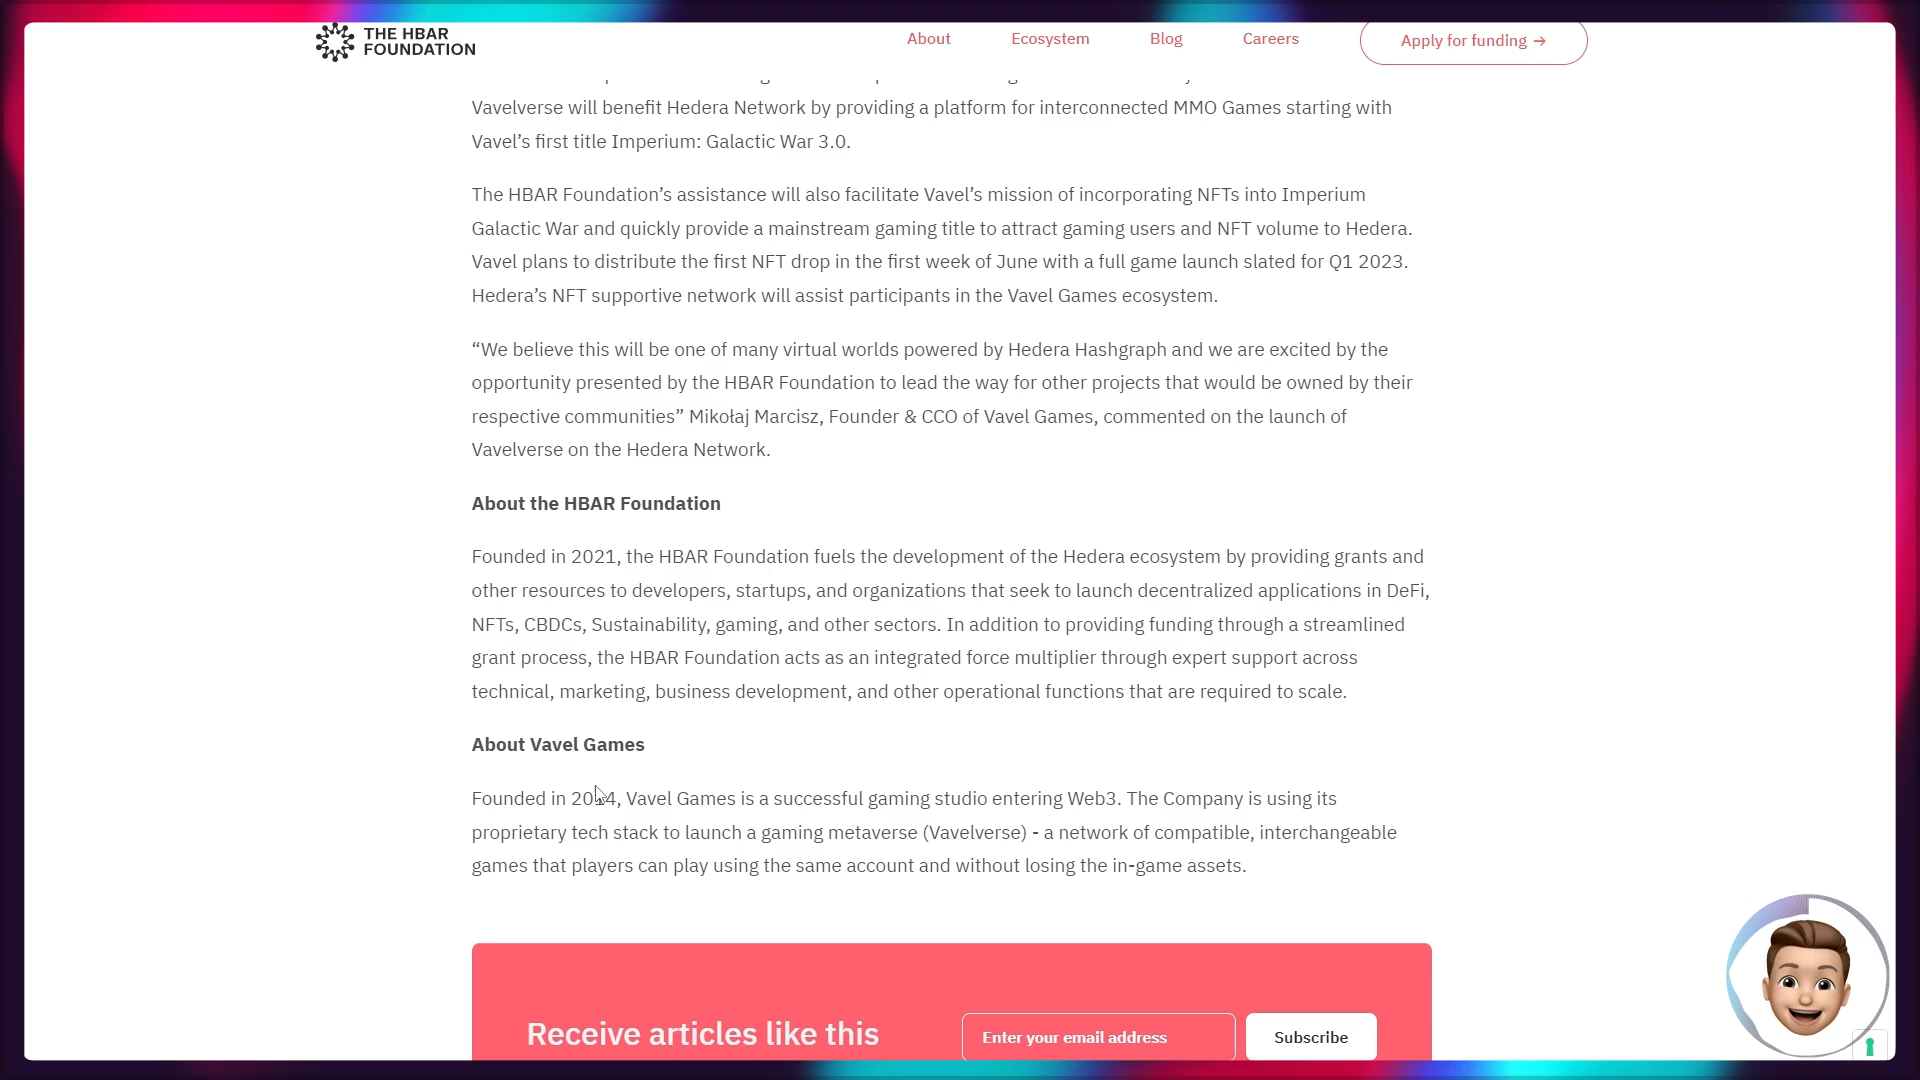 THE HBAR
FOUNDATION
About
Ecosystem
Blog
Careers
Apply for funding →
Vavelverse will benefit Hedera Network by providing a platform for interconnected MMO Games starting with
Vavel’s first title Imperium: Galactic War 3.0.
The HBAR Foundation’s assistance will also facilitate Vavel’s mission of incorporating NFTs into Imperium
Galactic War and quickly provide a mainstream gaming title to attract gaming users and NFT volume to Hedera.
Vavel plans to distribute the first NFT drop in the first week of June with a full game launch slated for Q1 2023.
Hedera’s NFT supportive network will assist participants in the Vavel Games ecosystem.
“We believe this will be one of many virtual worlds powered by Hedera Hashgraph and we are excited by the
opportunity presented by the HBAR Foundation to lead the way for other projects that would be owned by their
respective communities” Mikołaj Marcisz, Founder & CCO of Vavel Games, commented on the launch of
Vavelverse on the Hedera Network.
About the HBAR Foundation
Founded in 2021, the HBAR Foundation fuels the development of the Hedera ecosystem by providing grants and
other resources to developers, startups, and organizations that seek to launch decentralized applications in DeFi,
NFTs, CBDCs, Sustainability, gaming, and other sectors. In addition to providing funding through a streamlined
grant process, the HBAR Foundation acts as an integrated force multiplier through expert support across
technical, marketing, business development, and other operational functions that are required to scale.
About Vavel Games
Founded in Vavel Games is a successful gaming studio entering Web3. The Company is using its
proprietary tech stack to launch a gaming metaverse (Vavelverse) - a network of compatible, interchangeable
games that players can play using the same account and without losing the in-game assets.
Receive articles like this
Enter your email address
Subscribe